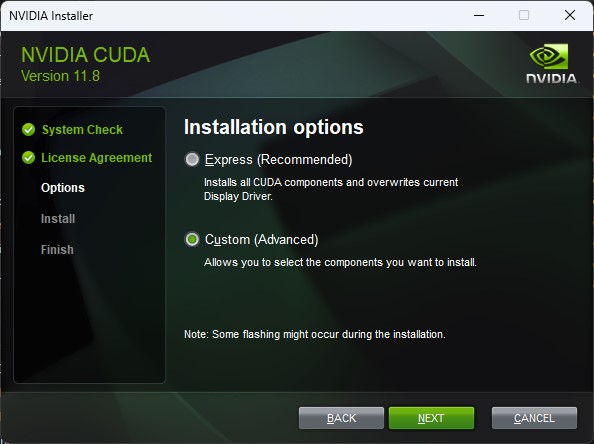 NVIDIA Installer
NVIDIA CUDA
Version 11.8
NVIDIA.
System Check
License Agreement
Options
Install
Finish
Installation options
Express (Recommended)
Installs all CUDA components and overwrites current
Display Driver.
Custom (Advanced)
Allows you to select the components you want to install.
Note: Some flashing might occur during the installation.
BACK
NEXT
CANCEL